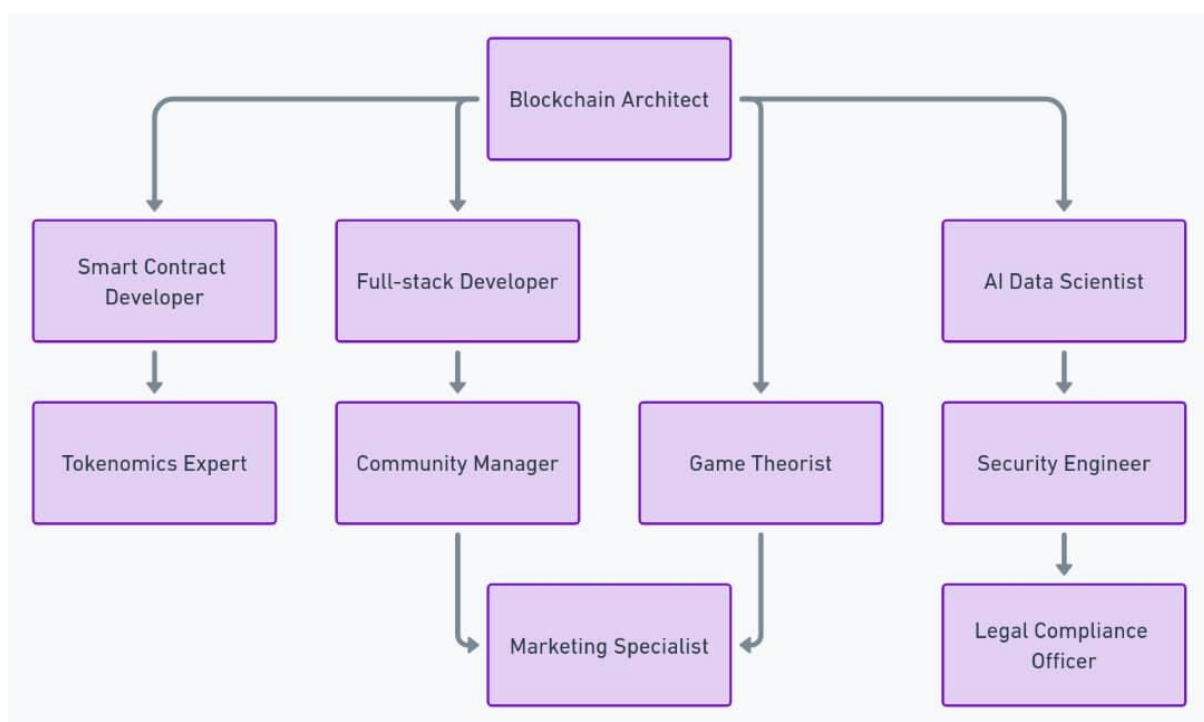 Blockchain Architect
Smart Contract
Developer
Full-stack Developer
AI Data Scientist
Tokenomics Expert
Community Manager
Game Theorist
Security Engineer
Marketing Specialist
Legal Compliance
Officer